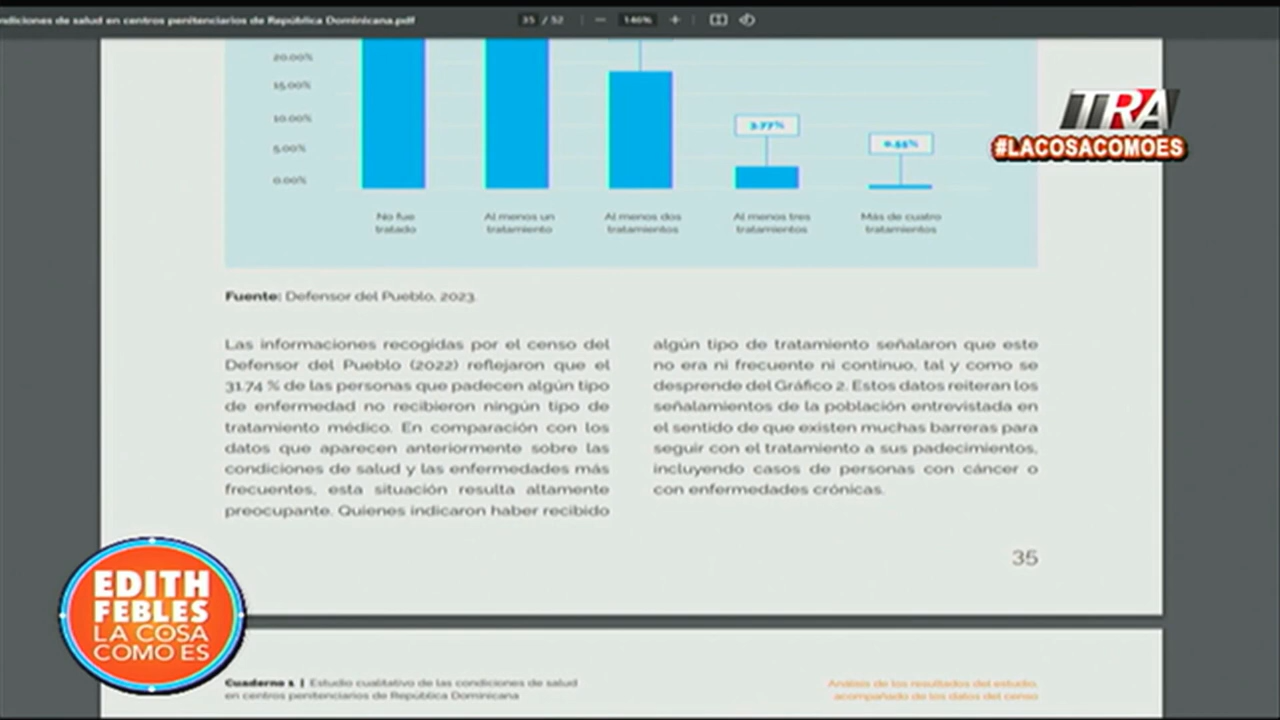 ndiciones de salud en centros penitenciarios de República Dominicana.pdf
35 / 52
146%
20.00%
15.00%
10.00%
5.00%
0.00%
3.77%
0.55%
No fue
tratado
Al menos un
tratamiento
Al menos dos
tratamientos
Al menos tres
tratamientos
Más de cuatro
tratamientos
TRA
#LACOSACOMOES
Fuente: Defensor del Pueblo, 2023.
Las informaciones recogidas por el censo del
Defensor del Pueblo (2022) reflejaron que el
31.74 % de las personas que padecen algún tipo
de enfermedad no recibieron ningún tipo de
tratamiento médico. En comparación con los
datos que aparecen anteriormente sobre las
condiciones de salud y las enfermedades más
frecuentes, esta situación resulta altamente
preocupante. Quienes indicaron haber recibido
algún tipo de tratamiento señalaron que este
no era ni frecuente ni continuo, tal y como se
desprende del Gráfico 2. Estos datos reiteran los
señalamientos de la población entrevistada en
el sentido de que existen muchas barreras para
seguir con el tratamiento a sus padecimientos,
incluyendo casos de personas con cáncer o
con enfermedades crónicas.
35
EDITH
FEBLES
LA COSA
COMO ES
Cuaderno 1 | Estudio cualitativo de las condiciones de salud
en centros penitenciarios de República Dominicana
Análisis de los resultados del estudio,
acompañado de los datos del censo